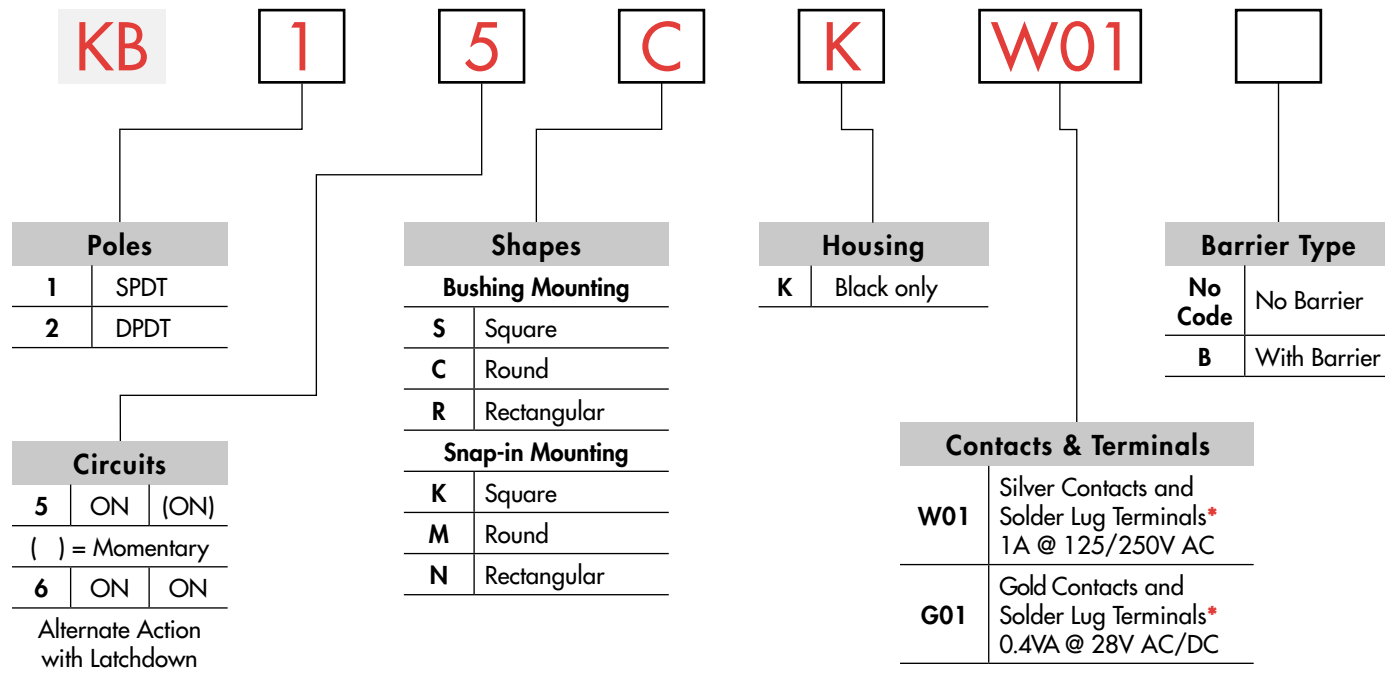 KB 1 5 C K W01
Poles
1 SPDT
2 DPDT
Circuits
5 ON (ON)
( ) = Momentary
6 ON ON
Alternate Action
with Latchdown
Shapes
Bushing Mounting
S Square
C Round
R Rectangular
Snap-in Mounting
K Square
M Round
N Rectangular
Housing
K Black only
Contacts & Terminals
W01 Silver Contacts and
Solder Lug Terminals*
1A @ 125/250V AC
G01 Gold Contacts and
Solder Lug Terminals*
0.4VA @ 28V AC/DC
Barrier Type
No
Code No Barrier
B With Barrier